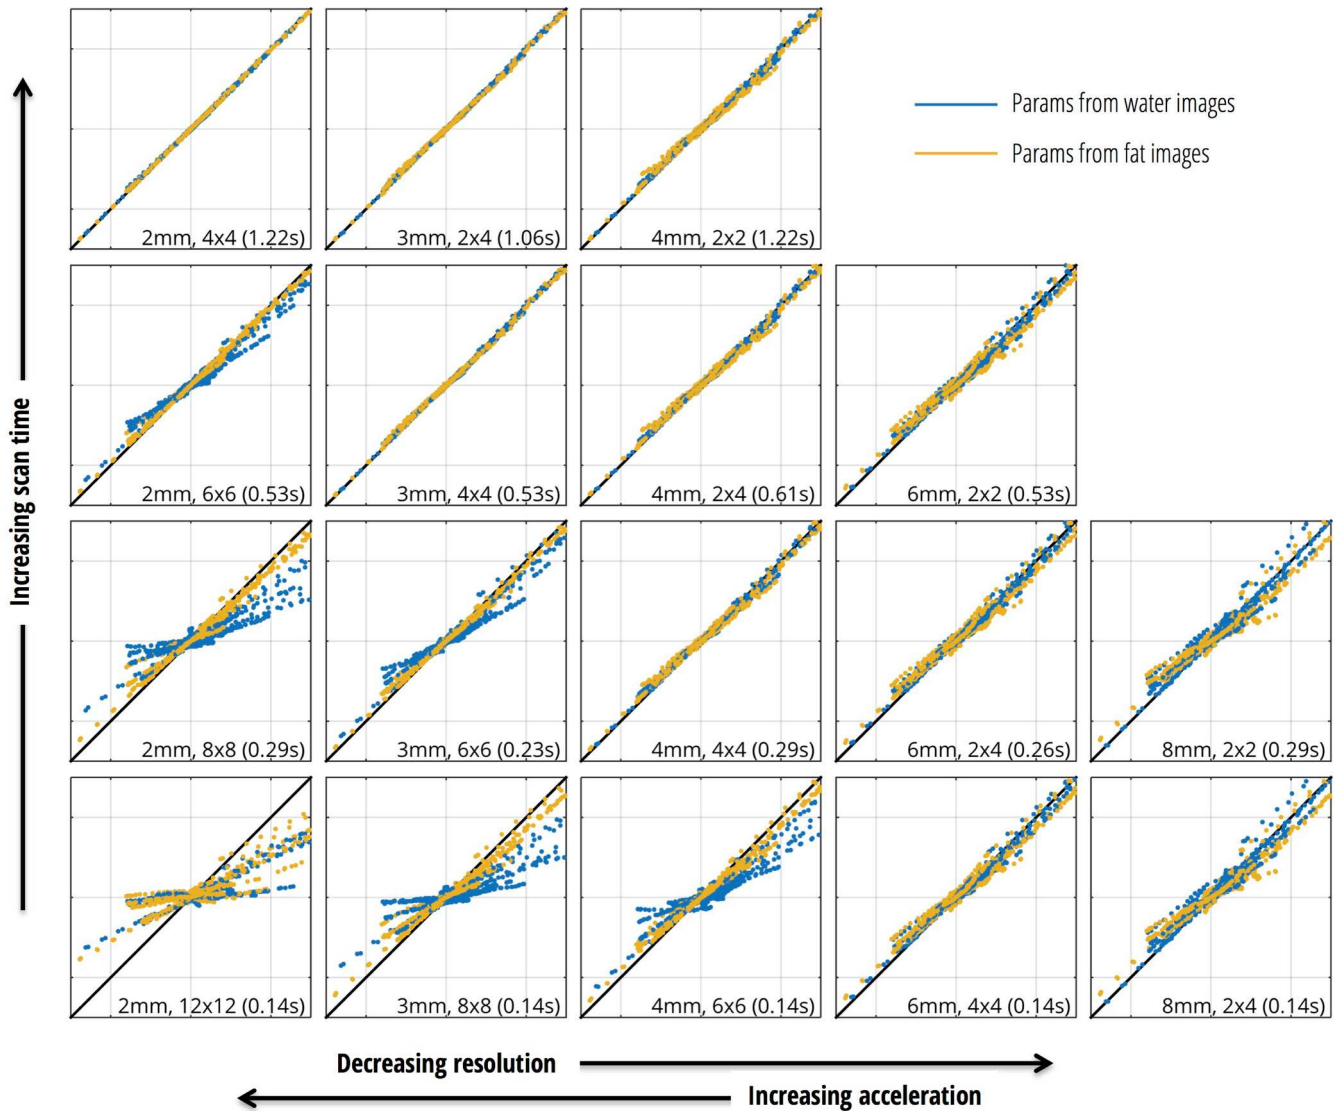 Params from water images
Params from fat images
2mm, 4x4 (1.22s)
3mm, 2x4 (1.06s)
4mm, 2x2 (1.22s)
2mm, 6x6 (0.53s)
3mm, 4x4 (0.53s)
4mm, 2x4 (0.61s)
6mm, 2x2 (0.53s)
Increasing scan time
2mm, 8x8 (0.29s)
3mm, 6x6 (0.23s)
4mm, 4x4 (0.29s)
6mm, 2x4 (0.26s)
8mm, 2x2 (0.29s)
2mm, 12x12 (0.14s)
3mm, 8x8 (0.14s)
4mm, 6x6 (0.14s)
6mm, 4x4 (0.14s)
8mm, 2x4 (0.14s)
Decreasing resolution
Increasing acceleration